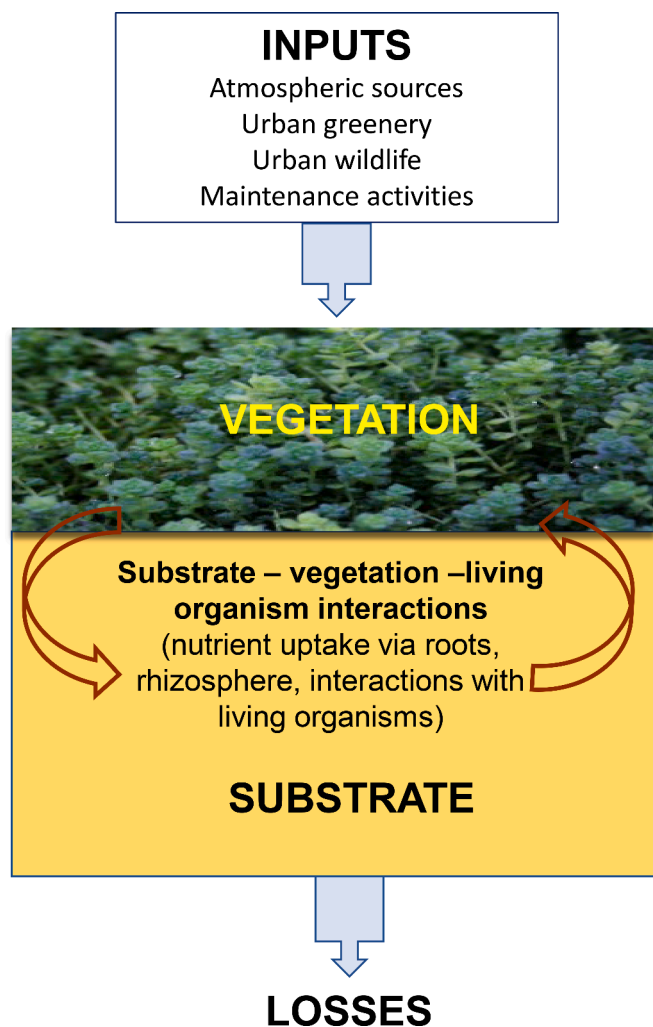 INPUTS
Atmospheric sources
Urban greenery
Urban wildlife
Maintenance activities
VEGETATION
Substrate – vegetation –living
organism interactions
(nutrient uptake via roots,
rhizosphere, interactions with
living organisms)
SUBSTRATE
LOSSES